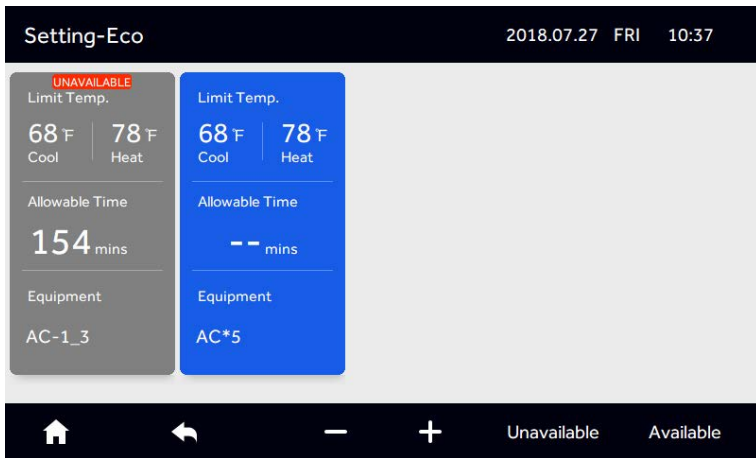 Setting-Eco 2018.07.27 FRI 10:37
UNAVAILABLE
Limit Temp.
68 °F 78 °F
Cool Heat
Allowable Time
154 mins
Equipment
AC-1_3
Limit Temp.
68 °F 78 °F
Cool Heat
Allowable Time
-- mins
Equipment
AC*5
Unavailable Available